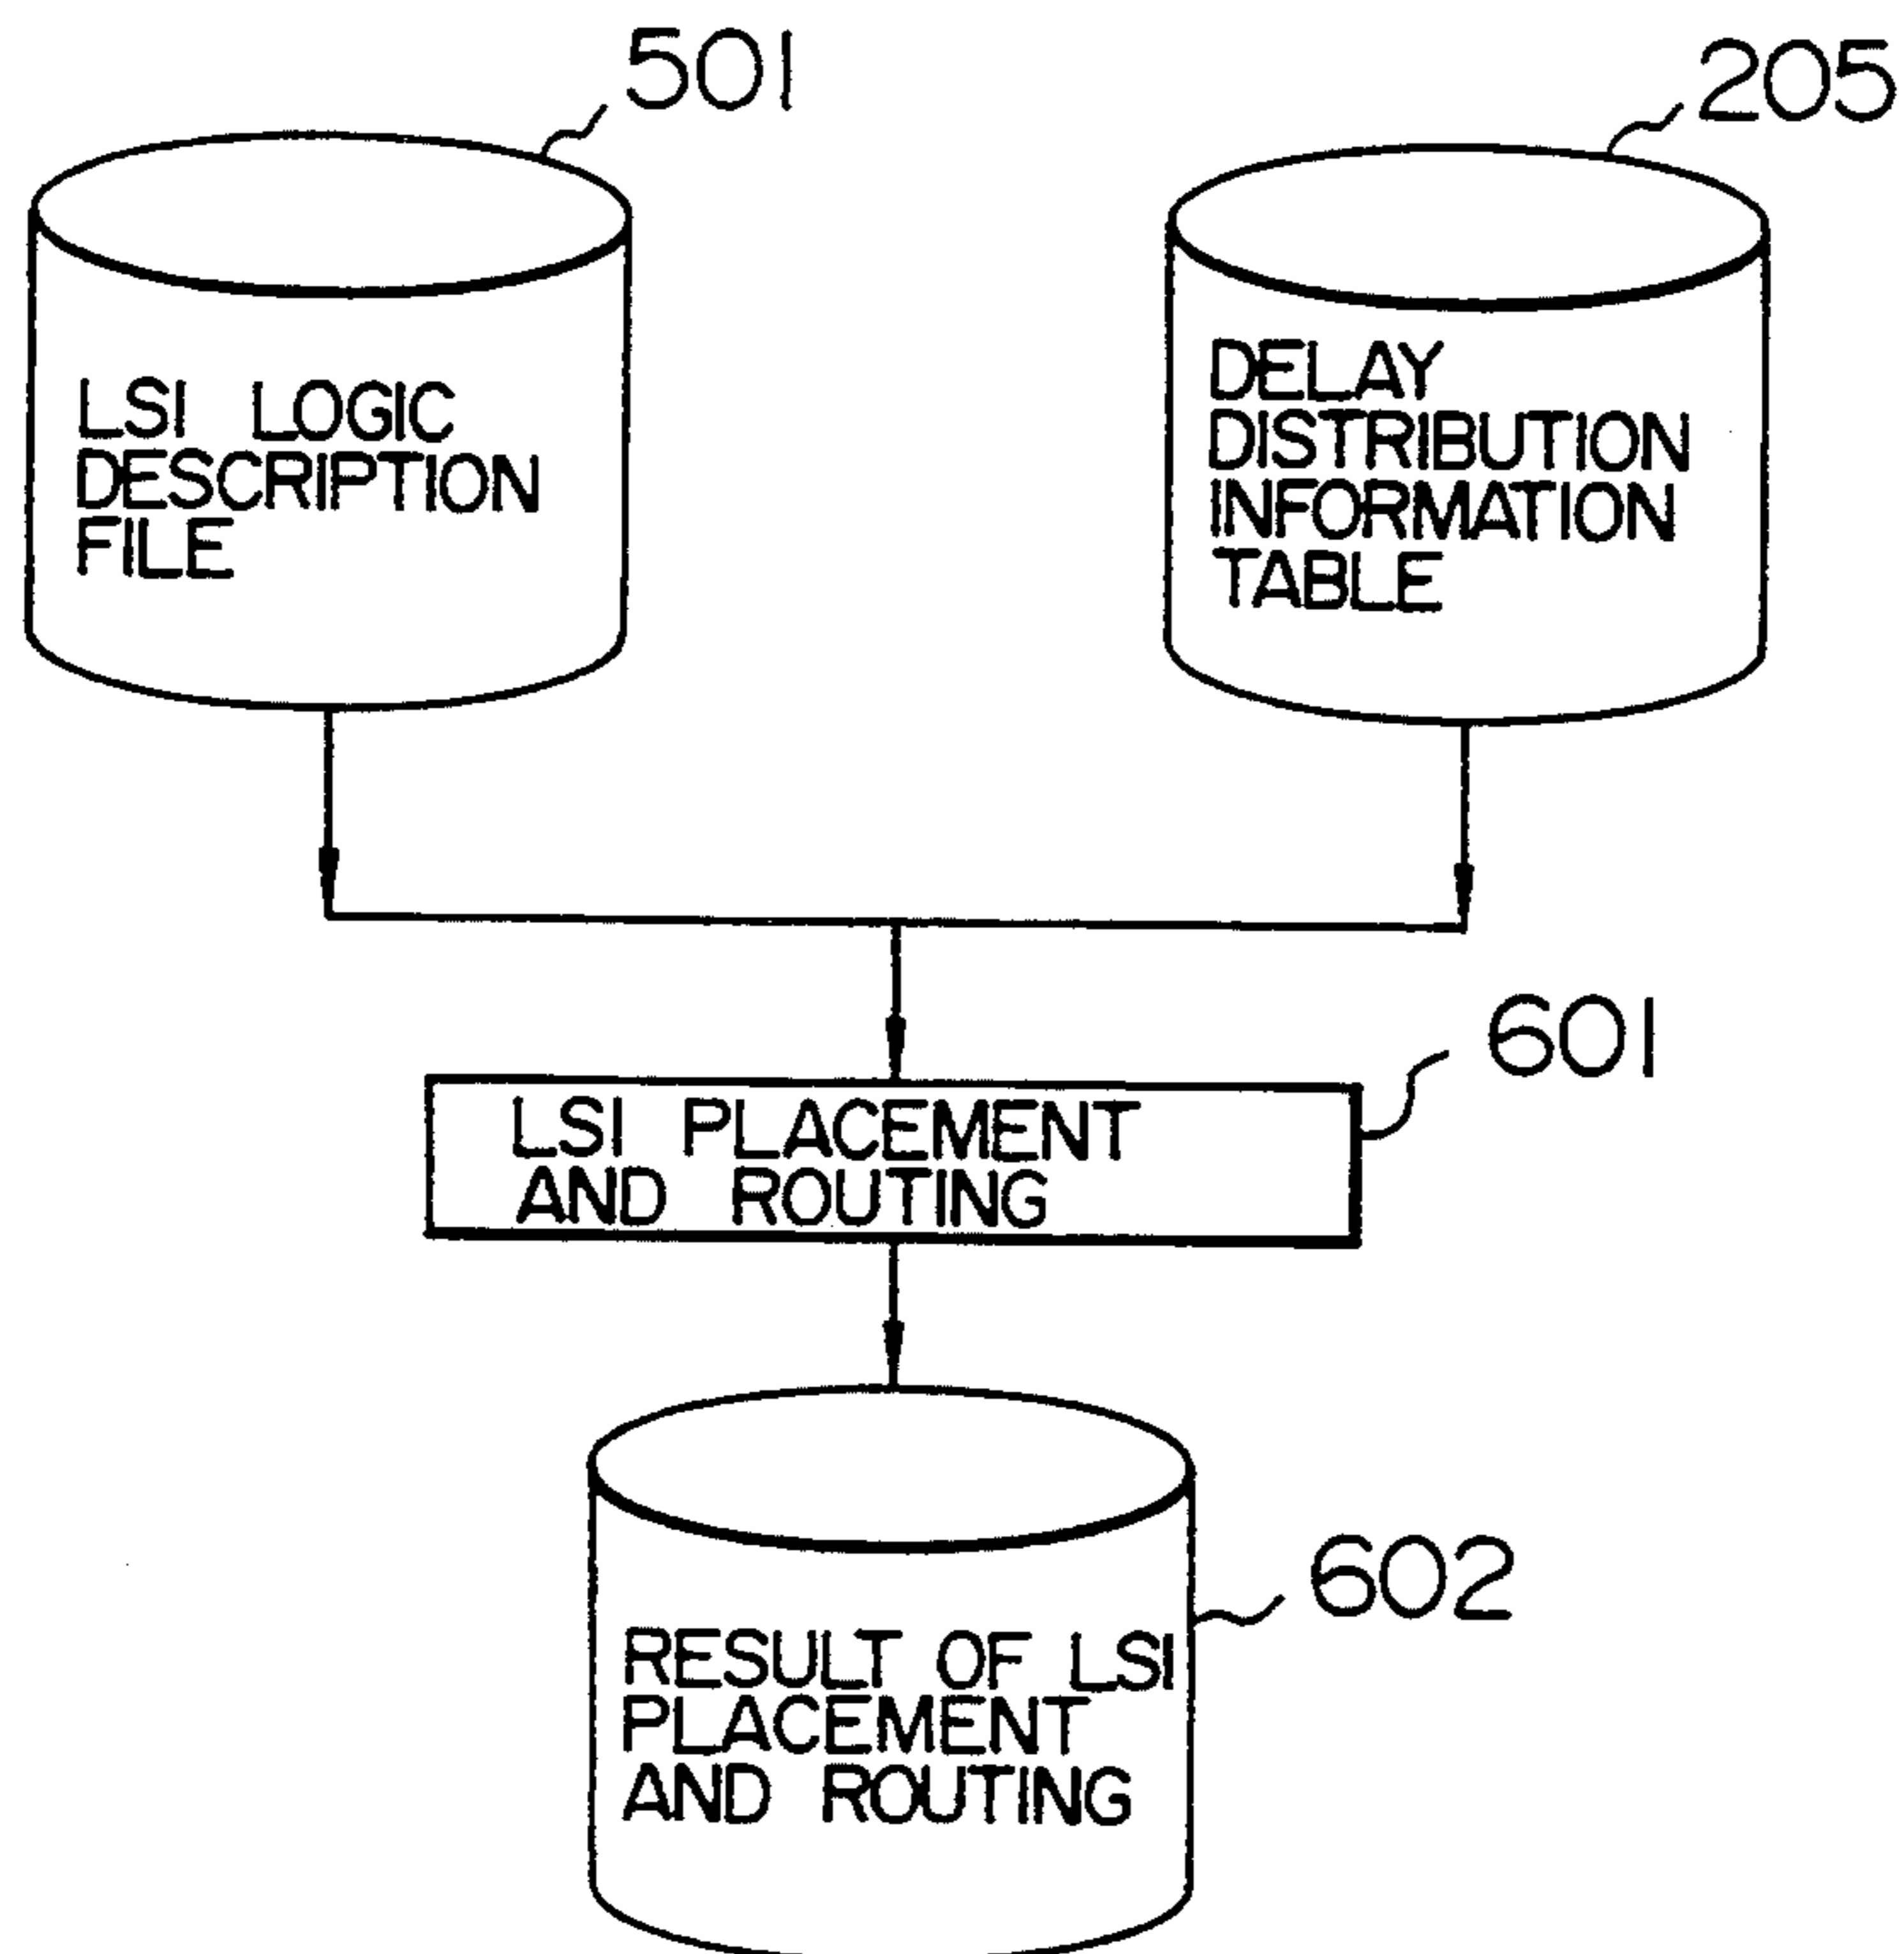 501
205
LSI LOGIC
DESCRIPTION
FILE
DELAY
DISTRIBUTION
INFORMATION
TABLE
601
LSI PLACEMENT
AND ROUTING
602
RESULT OF LSI
PLACEMENT
AND ROUTING